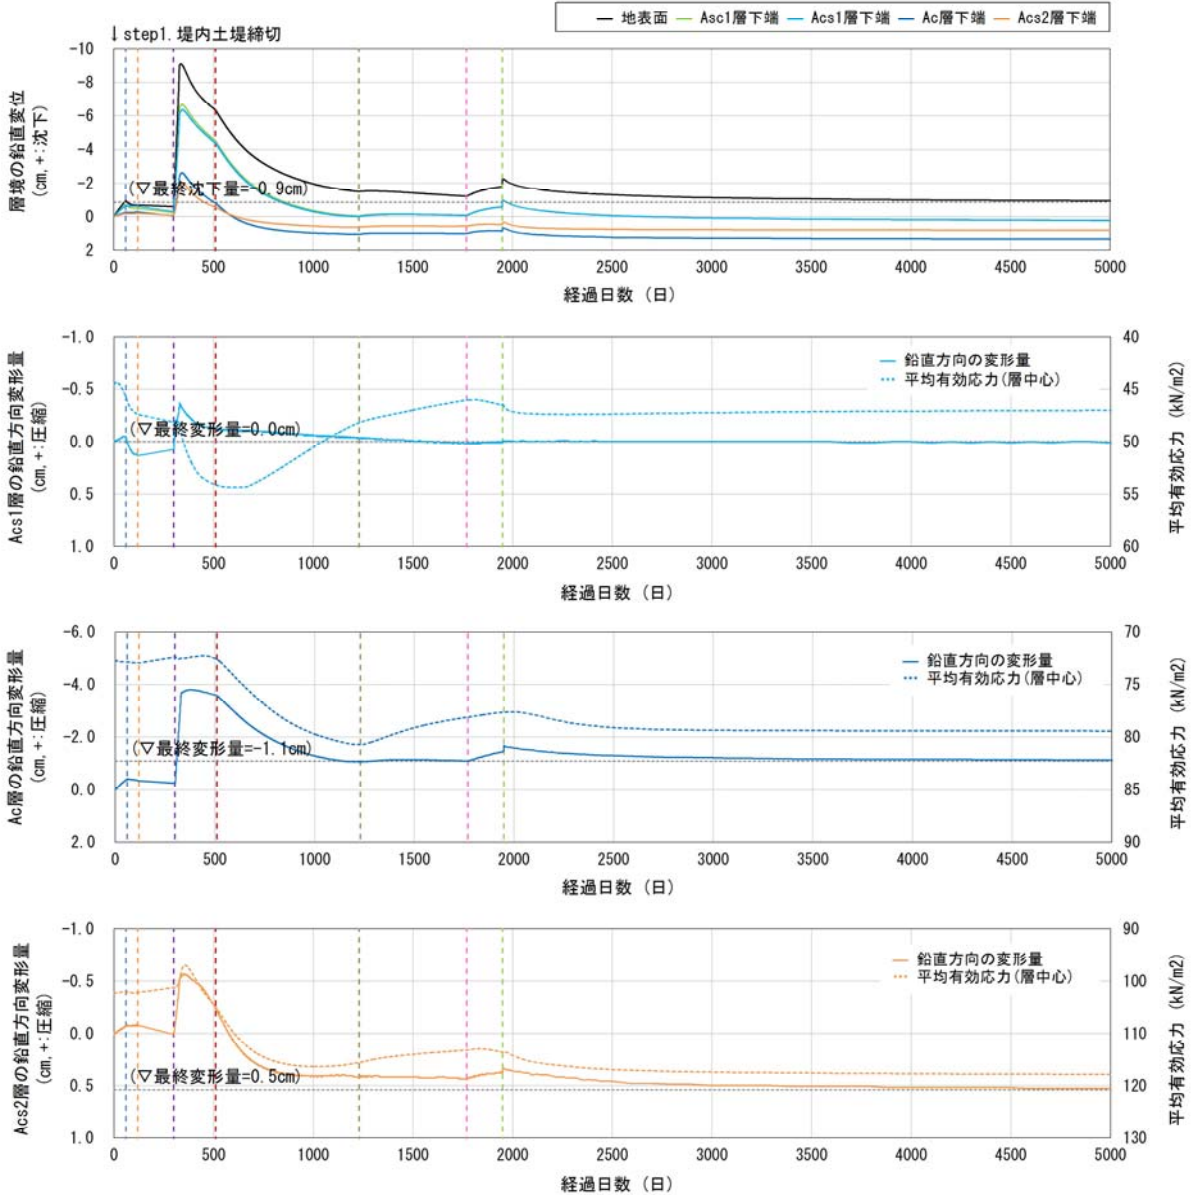 地表面 Asc1層下端 Acs1層下端 Ac層下端 Acs2層下端
↓step1. 堤内土堤締切
層境の鉛直変位
(cm, +:沈下)
-10
-8
-6
-4
-2
0
2
(▽最終沈下量=-0.9cm)
0 500 1000 1500 2000 2500 3000 3500 4000 4500 5000
経過日数 (日)
Acs1層の鉛直方向変形量
(cm, +:圧縮)
-1.0
-0.5
0.0
0.5
1.0
鉛直方向の変形量
平均有効応力(層中心)
(▽最終変形量=0.0cm)
40
45
50
55
60
平均有効応力 (kN/m2)
0 500 1000 1500 2000 2500 3000 3500 4000 4500 5000
経過日数 (日)
Ac層の鉛直方向変形量
(cm, +:圧縮)
-6.0
-4.0
-2.0
0.0
2.0
鉛直方向の変形量
平均有効応力(層中心)
(▽最終変形量=-1.1cm)
70
75
80
85
90
平均有効応力 (kN/m2)
0 500 1000 1500 2000 2500 3000 3500 4000 4500 5000
経過日数 (日)
Acs2層の鉛直方向変形量
(cm, +:圧縮)
-1.0
-0.5
0.0
0.5
1.0
鉛直方向の変形量
平均有効応力(層中心)
(▽最終変形量=0.5cm)
90
100
110
120
130
平均有効応力 (kN/m2)
0 500 1000 1500 2000 2500 3000 3500 4000 4500 5000
経過日数 (日)